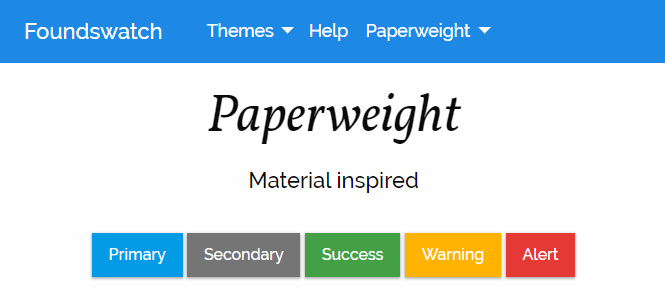 Foundswatch Themes Help Paperweight
Paperweight
Material inspired
Primary Secondary Success Warning Alert